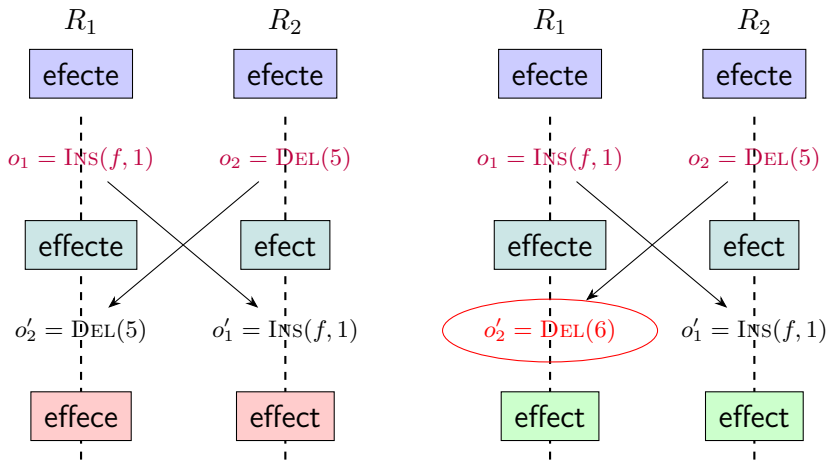 R₁ R₂ R₁ R₂
efecte efecte efecte efecte
o₁ = INS(f, 1) o₂ = DEL(5) o₁ = INS(f, 1) o₂ = DEL(5)
effecte efect effecte efect
o′₂ = DEL(5) o′₁ = INS(f, 1) o′₂ = DEL(6) o′₁ = INS(f, 1)
effece effect effect effect